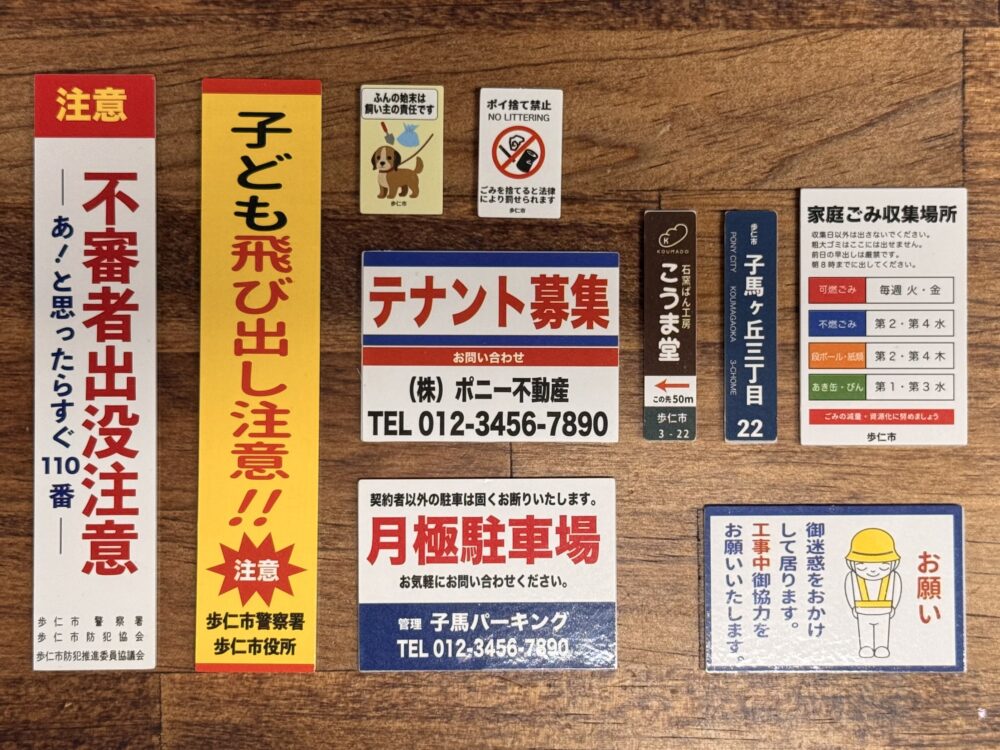 注意
不審者出没注意
―あ！と思ったらすぐ110番―
歩仁市警察署
歩仁市防犯協会
歩仁市防犯推進委員協議会
子ども飛び出し注意!!
注意
歩仁市警察署
歩仁市役所
ふんの始末は
飼い主の責任です
歩仁市
ポイ捨て禁止
NO LITTERING
ごみを捨てると法律
により罰せられます
歩仁市
テナント募集
お問い合わせ
（株）ポニー不動産
TEL 012-3456-7890
契約者以外の駐車は固くお断りいたします。
月極駐車場
お気軽にお問い合わせください。
管理 子馬パーキング
TEL 012-3456-7890
K
KOUMADO
石窯ぱん工房
こうま堂
この先50m
歩仁市
3 - 22
歩仁市 子馬ヶ丘三丁目
PONY CITY KOUMAGAOKA 3-CHOME
22
家庭ごみ収集場所
収集日以外は出さないでください。
粗大ゴミはここには出せません。
前日の早出しは厳禁です。
朝8時までに出してください。
可燃ごみ 毎週 火・金
不燃ごみ 第2・第4 水
段ボール・紙類 第2・第4 木
あき缶・びん 第1・第3 水
ごみの減量・資源化に努めましょう
歩仁市
お願い
御迷惑をおかけ
して居ります。
工事中御協力を
お願いいたします。